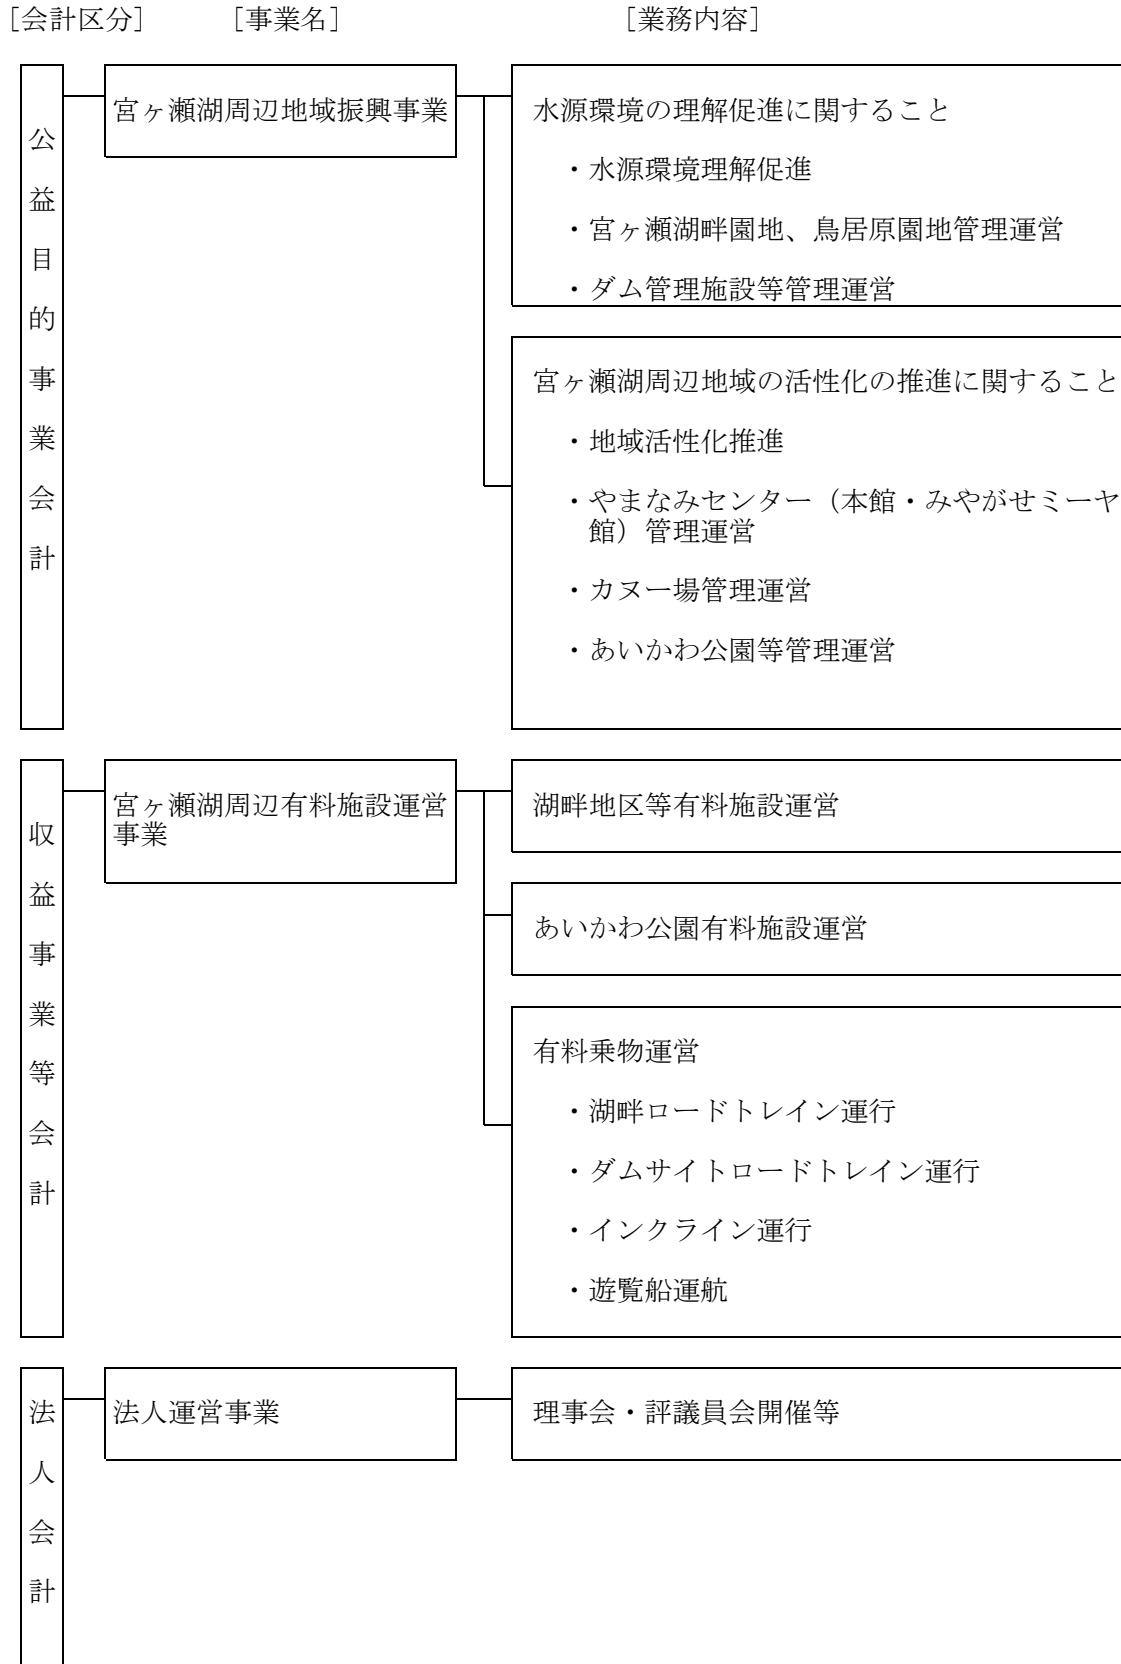 [会計区分] [事業名] [業務内容]
公益目的事業会計
宮ヶ瀬湖周辺地域振興事業
水源環境の理解促進に関すること
・水源環境理解促進
・宮ヶ瀬湖畔園地、鳥居原園地管理運営
・ダム管理施設等管理運営
宮ヶ瀬湖周辺地域の活性化の推進に関すること
・地域活性化推進
・やまなみセンター（本館・みやがせミーヤ
館）管理運営
・カヌー場管理運営
・あいかわ公園等管理運営
収益事業等会計
宮ヶ瀬湖周辺有料施設運営
事業
湖畔地区等有料施設運営
あいかわ公園有料施設運営
有料乗物運営
・湖畔ロードトレイン運行
・ダムサイトロードトレイン運行
・インクライン運行
・遊覧船運航
法人会計
法人運営事業
理事会・評議員会開催等